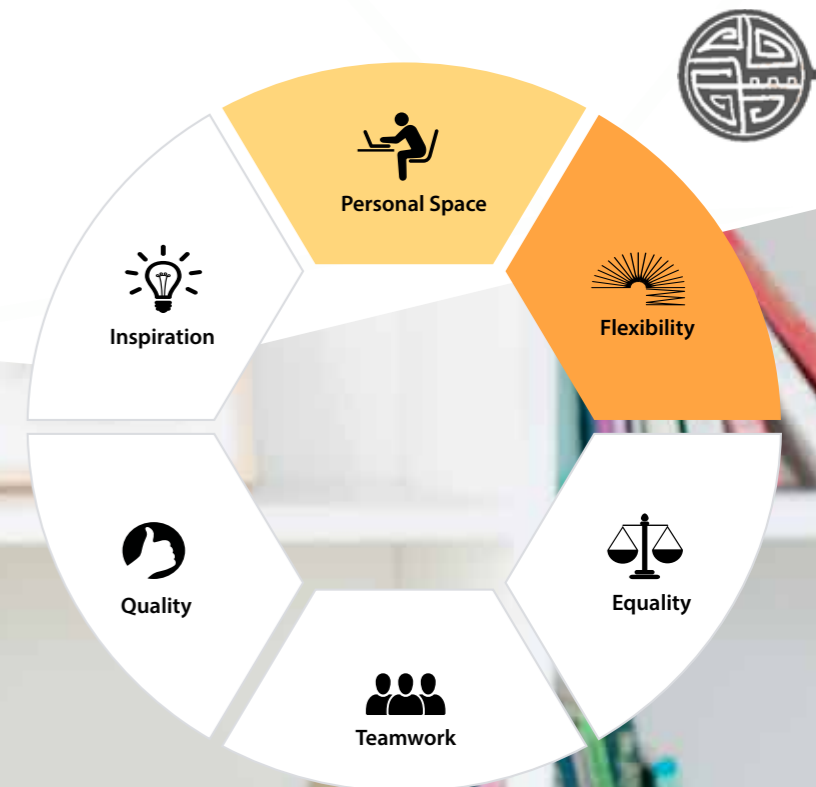 Personal Space
Flexibility
Inspiration
Equality
Quality
Teamwork